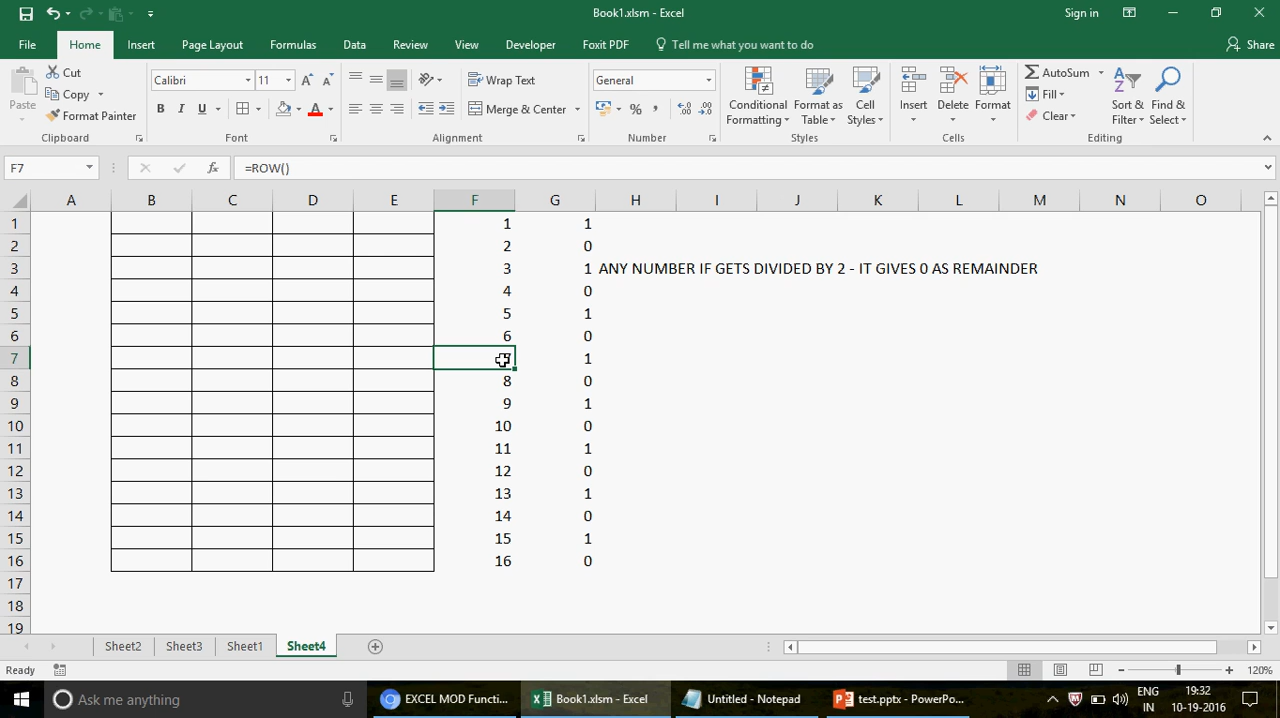 Book1.xlsm - Excel
Sign in
File Home Insert Page Layout Formulas Data Review View Developer Foxit PDF Tell me what you want to do Share
Paste
Cut
Copy
Format Painter
Clipboard
Calibri 11
B I U
Font
Wrap Text
Merge & Center
Alignment
General
%
Number
Conditional Formatting
Format as Table
Cell Styles
Styles
Insert
Delete
Format
Cells
AutoSum
Fill
Clear
Sort & Filter
Find & Select
Editing
F7 fx =ROW()
A B C D E F G H I J K L M N O
1 1 1
2 2 0
3 3 1 ANY NUMBER IF GETS DIVIDED BY 2 - IT GIVES 0 AS REMAINDER
4 4 0
5 5 1
6 6 0
7 1
8 8 0
9 9 1
10 10 0
11 11 1
12 12 0
13 13 1
14 14 0
15 15 1
16 16 0
17
18
19
Sheet2 Sheet3 Sheet1 Sheet4
Ready
120%
Ask me anything
EXCEL MOD Functi...
Book1.xlsm - Excel
Untitled - Notepad
test.pptx - PowerPo...
ENG
IN
19:32
10-19-2016